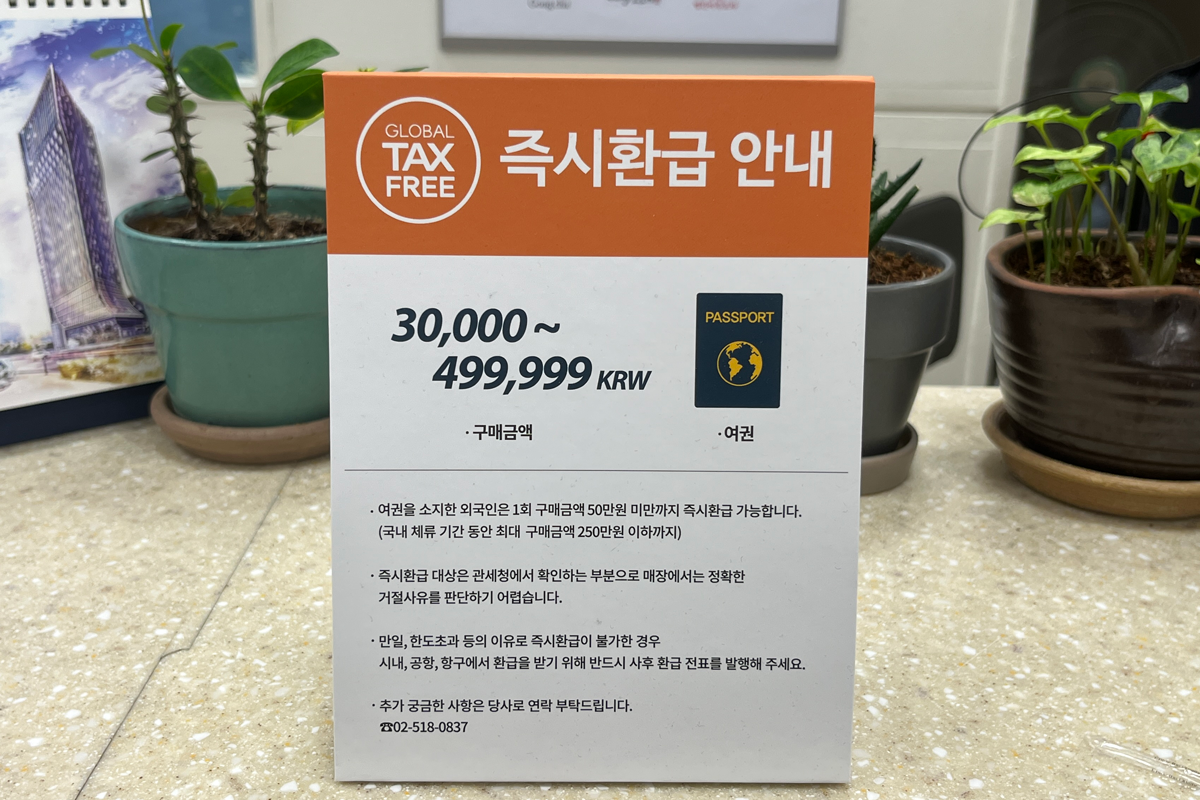 GLOBAL
TAX
FREE
즉시환급 안내
30,000 ~
499,999 KRW
· 구매금액
PASSPORT
· 여권
· 여권을 소지한 외국인은 1회 구매금액 50만원 미만까지 즉시환급 가능합니다.
(국내 체류 기간 동안 최대 구매금액 250만원 이하까지)
· 즉시환급 대상은 관세청에서 확인하는 부분으로 매장에서는 정확한
거절사유를 판단하기 어렵습니다.
· 만일, 한도초과 등의 이유로 즉시환급이 불가한 경우
시내, 공항, 항구에서 환급을 받기 위해 반드시 사후 환급 전표를 발행해 주세요.
· 추가 궁금한 사항은 당사로 연락 부탁드립니다.
☎02-518-0837